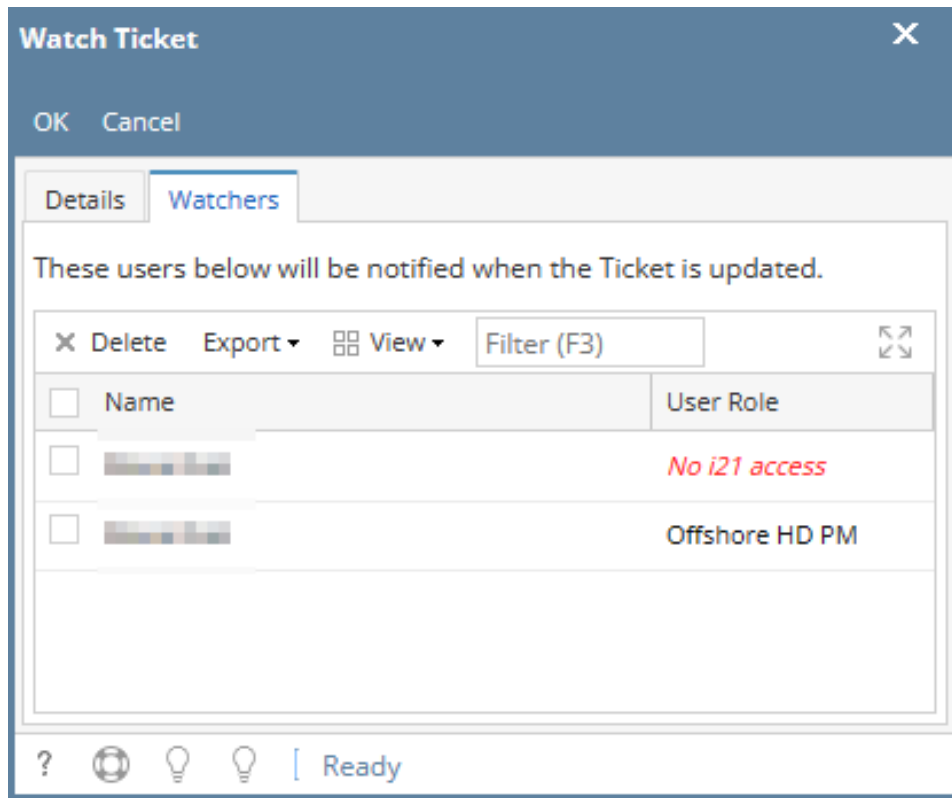 Watch Ticket
OK Cancel
Details Watchers
These users below will be notified when the Ticket is updated.
Delete Export View Filter (F3)
Name User Role
No i21 access
Offshore HD PM
? Ready